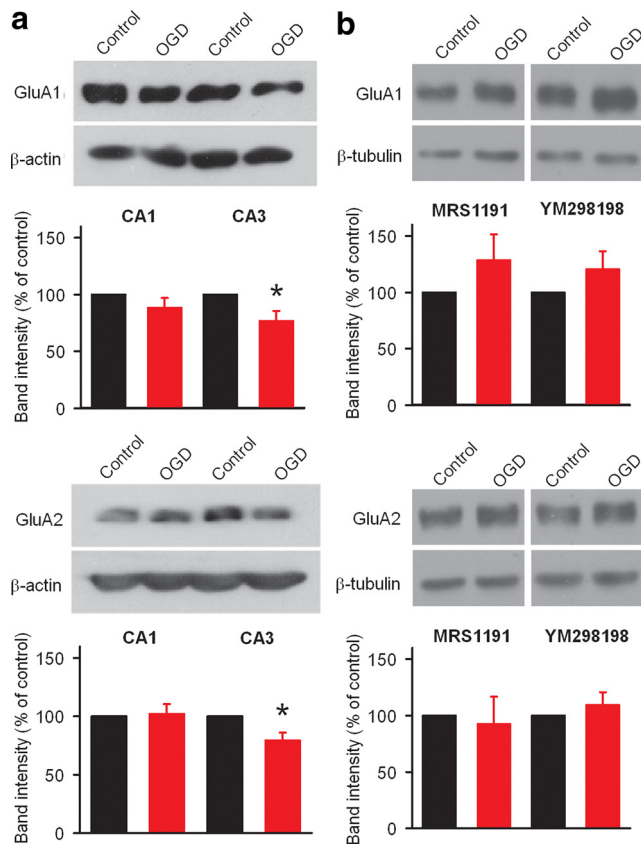 a
Control OGD Control OGD
GluA1
β-actin
CA1 CA3
Band intensity (% of control)
150
100
50
0
*
Control OGD Control OGD
GluA2
β-actin
CA1 CA3
Band intensity (% of control)
150
100
50
0
*
b
Control OGD Control OGD
GluA1
β-tubulin
MRS1191 YM298198
Band intensity (% of control)
150
100
50
0
Control OGD Control OGD
GluA2
β-tubulin
MRS1191 YM298198
Band intensity (% of control)
150
100
50
0